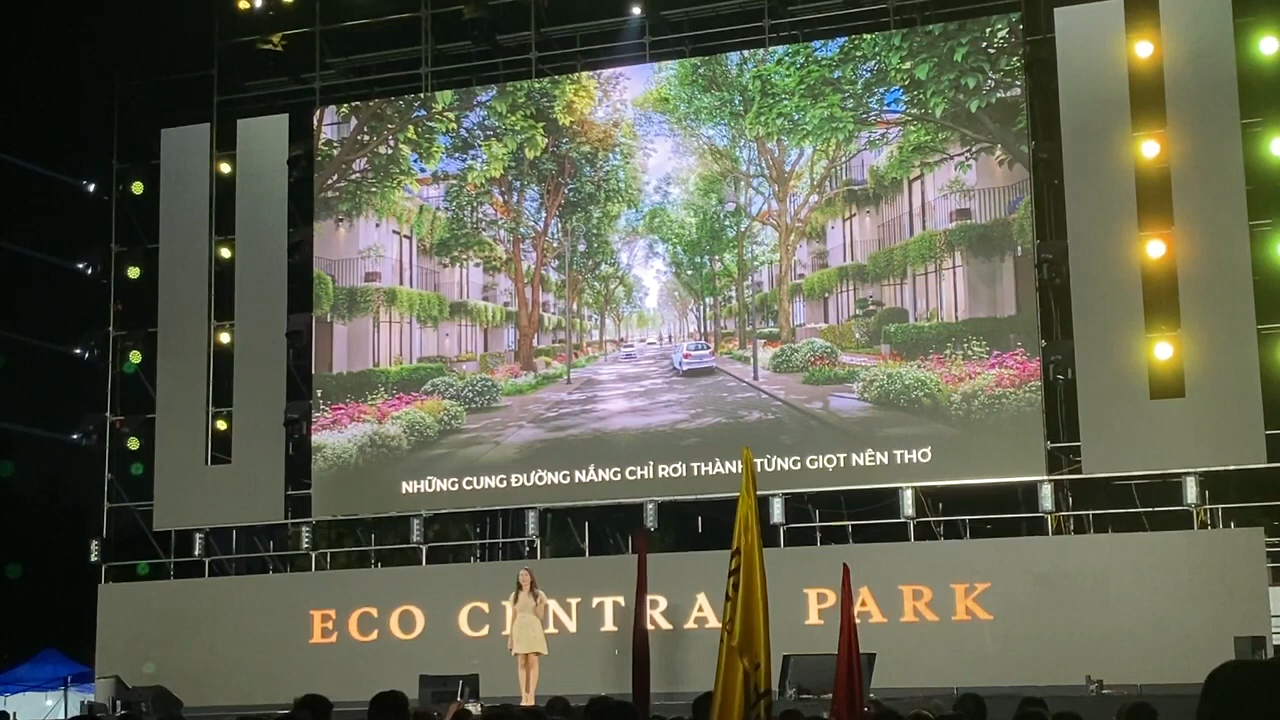 NHỮNG CUNG ĐƯỜNG NẮNG CHỈ RƠI THÀNH TỪNG GIỌT NÊN THƠ
ECO CENTRAL PARK